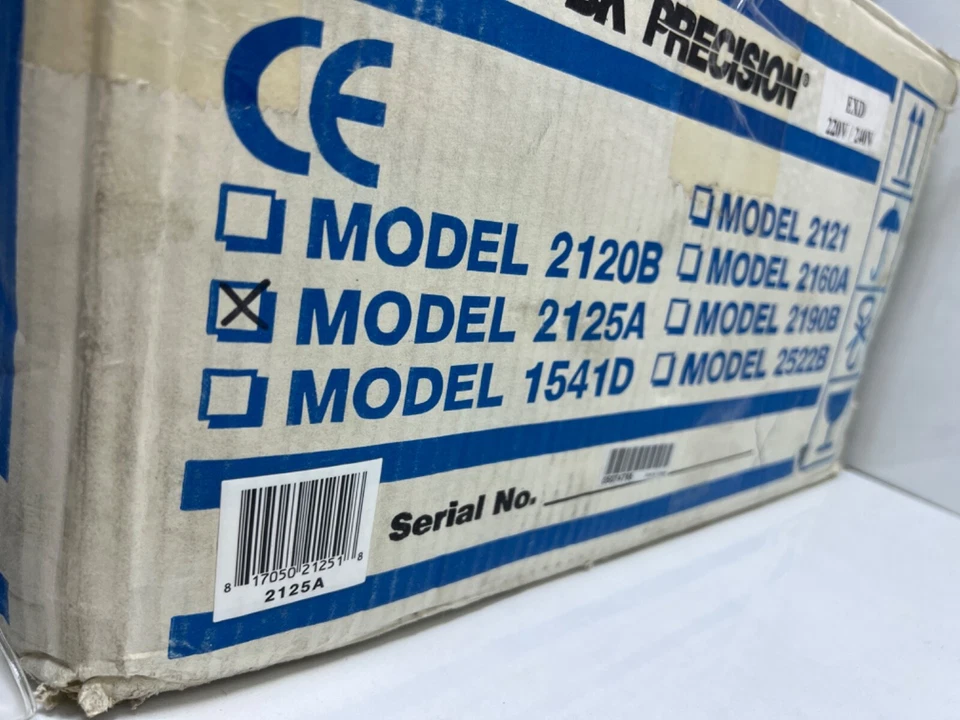 BK PRECISION®
EXD
220V / 240V
CE
MODEL 2120B
MODEL 2125A
MODEL 1541D
MODEL 2121
MODEL 2160A
MODEL 2190B
MODEL 2522B
Serial No.
8 17050 21251 8
2125A